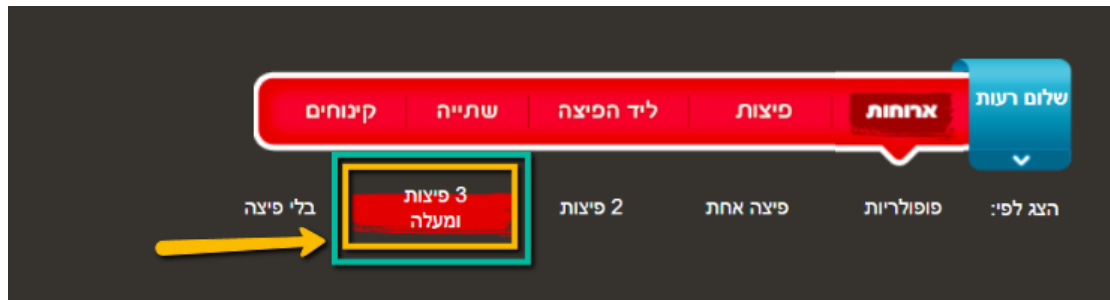 שלום רעות
ארוחות
פיצות
ליד הפיצה
שתייה
קינוחים
הצג לפי:
פופולריות
פיצה אחת
2 פיצות
3 פיצות
ומעלה
בלי פיצה